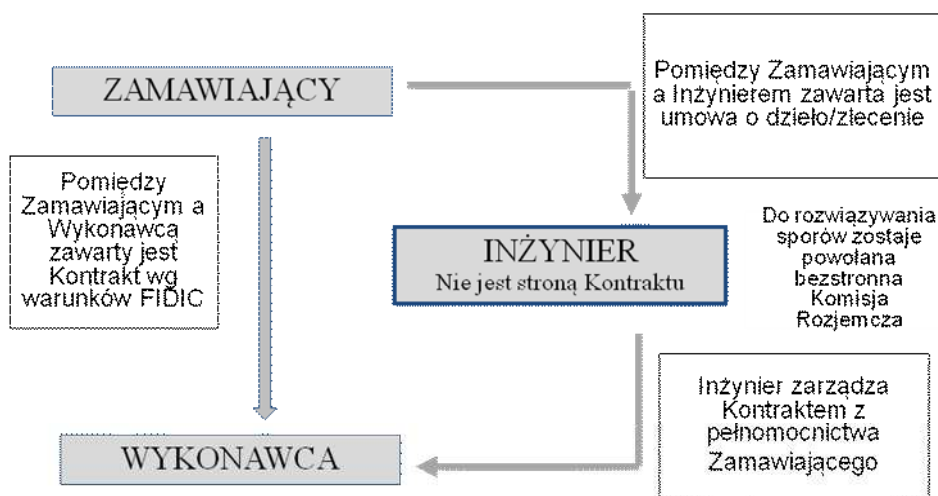 ZAMAWIAJĄCY
Pomiędzy Zamawiającym
a Inżynierem zawarta jest
umowa o dzieło/zlecenie
Pomiędzy
Zamawiającym a
Wykonawcą
zawarty jest
Kontrakt wg
warunków FIDIC
INŻYNIER
Nie jest stroną Kontraktu
Do rozwiązywania
sporów zostaje
powołana
bezstronna
Komisja
Rozjemcza
Inżynier zarządza
Kontraktem z
pełnomocnictwa
Zamawiającego
WYKONAWCA